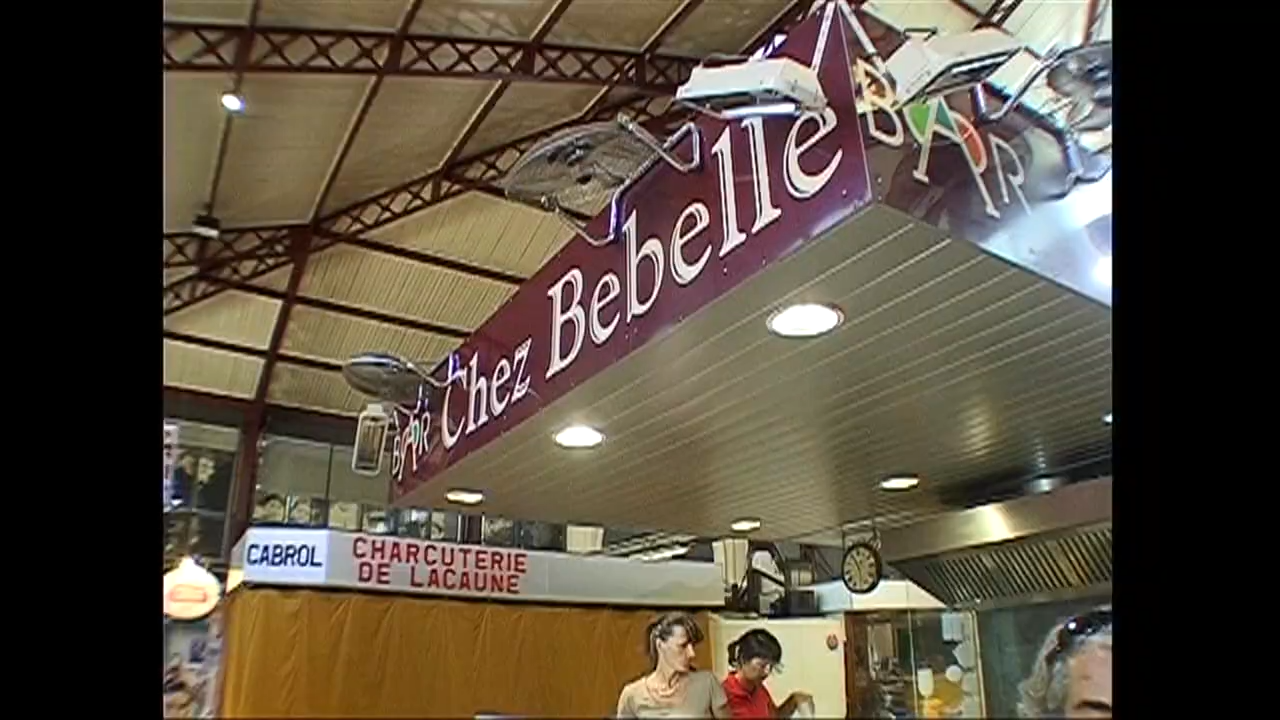 BAR
Chez Bebelle
BAR
CABROL
CHARCUTERIE
DE LACAUNE